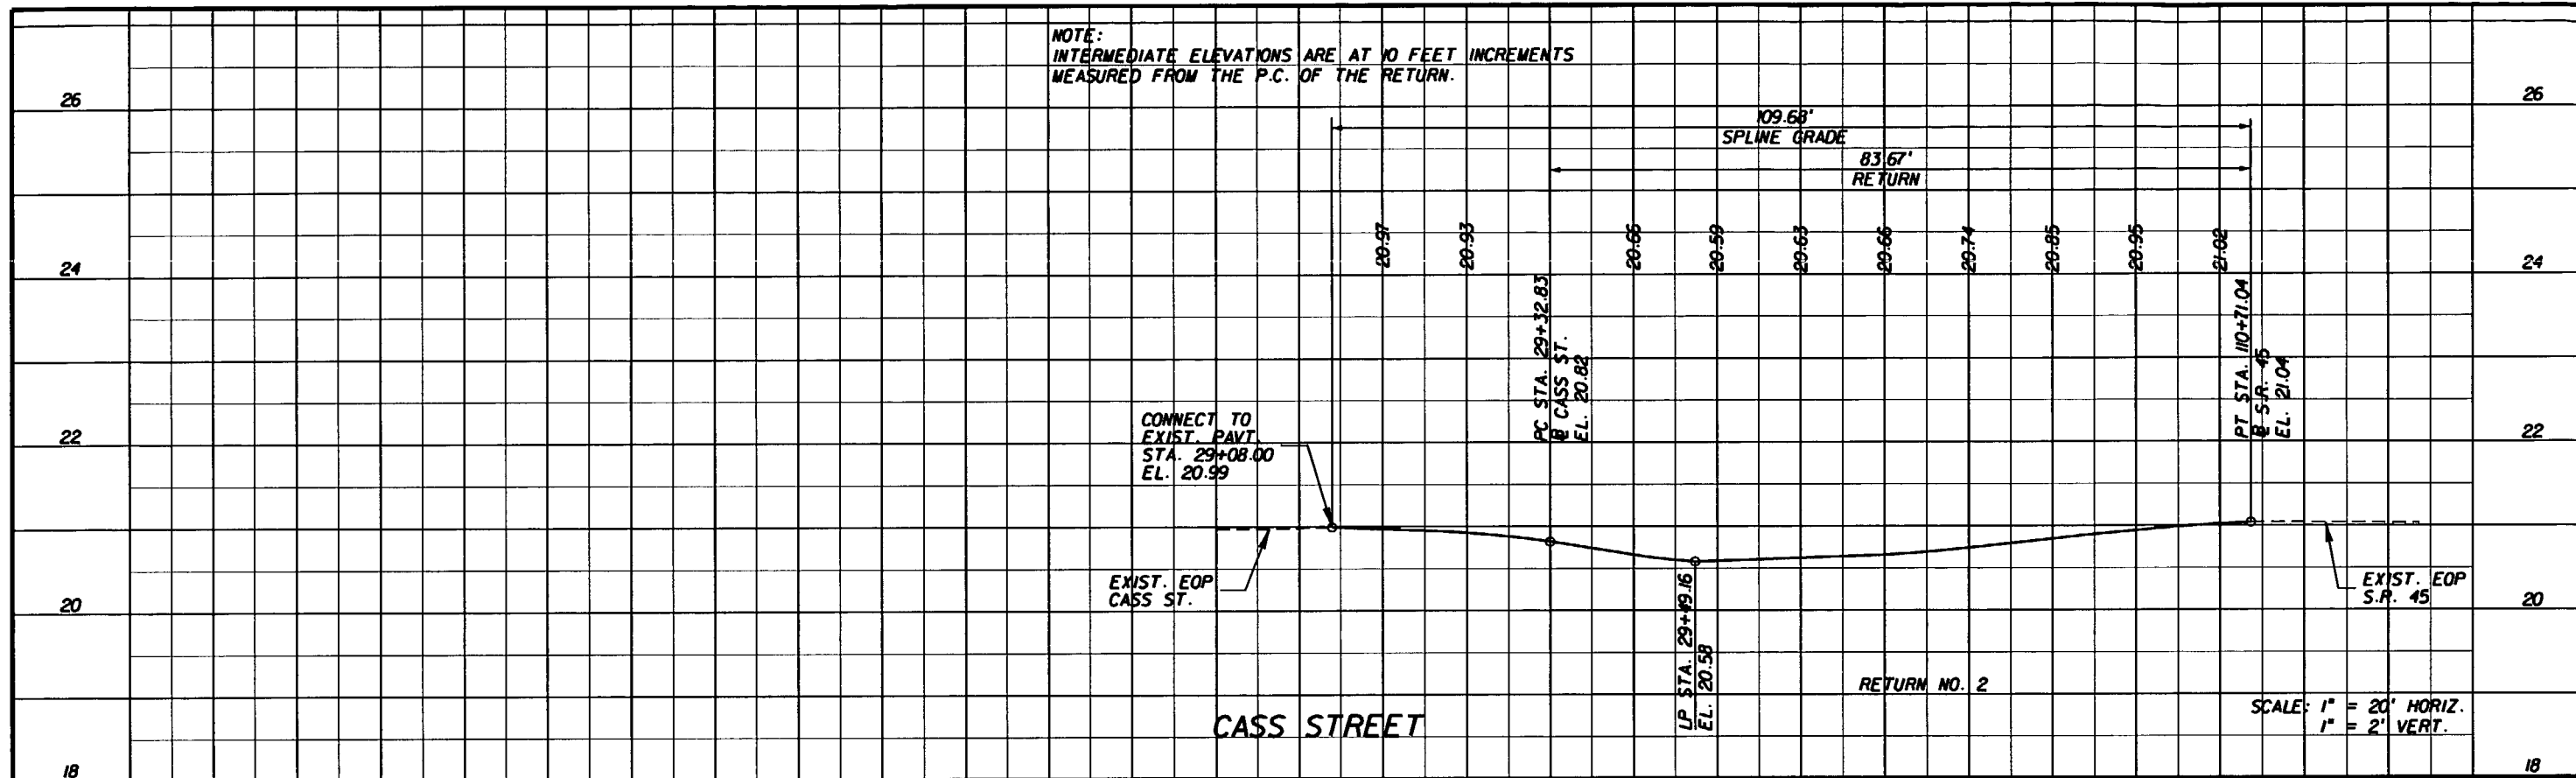 NOTE:
INTERMEDIATE ELEVATIONS ARE AT 10 FEET INCREMENTS
MEASURED FROM THE P.C. OF THE RETURN.
26
26
109.68'
SPLINE GRADE
83.67'
RETURN
20.97
20.93
20.66
20.59
20.63
20.66
20.74
20.85
20.95
21.02
24
24
PC STA. 29+32.83
℄ CASS ST.
EL. 20.82
PT STA. 110+71.04
℄ S.R. 45
EL. 21.04
CONNECT TO
EXIST. PAVT.
STA. 29+08.00
EL. 20.99
22
22
EXIST. EOP
CASS ST.
EXIST. EOP
S.R. 45
20
20
LP STA. 29+49.16
EL. 20.58
RETURN NO. 2
CASS STREET
SCALE: 1" = 20' HORIZ.
1" = 2' VERT.
18
18